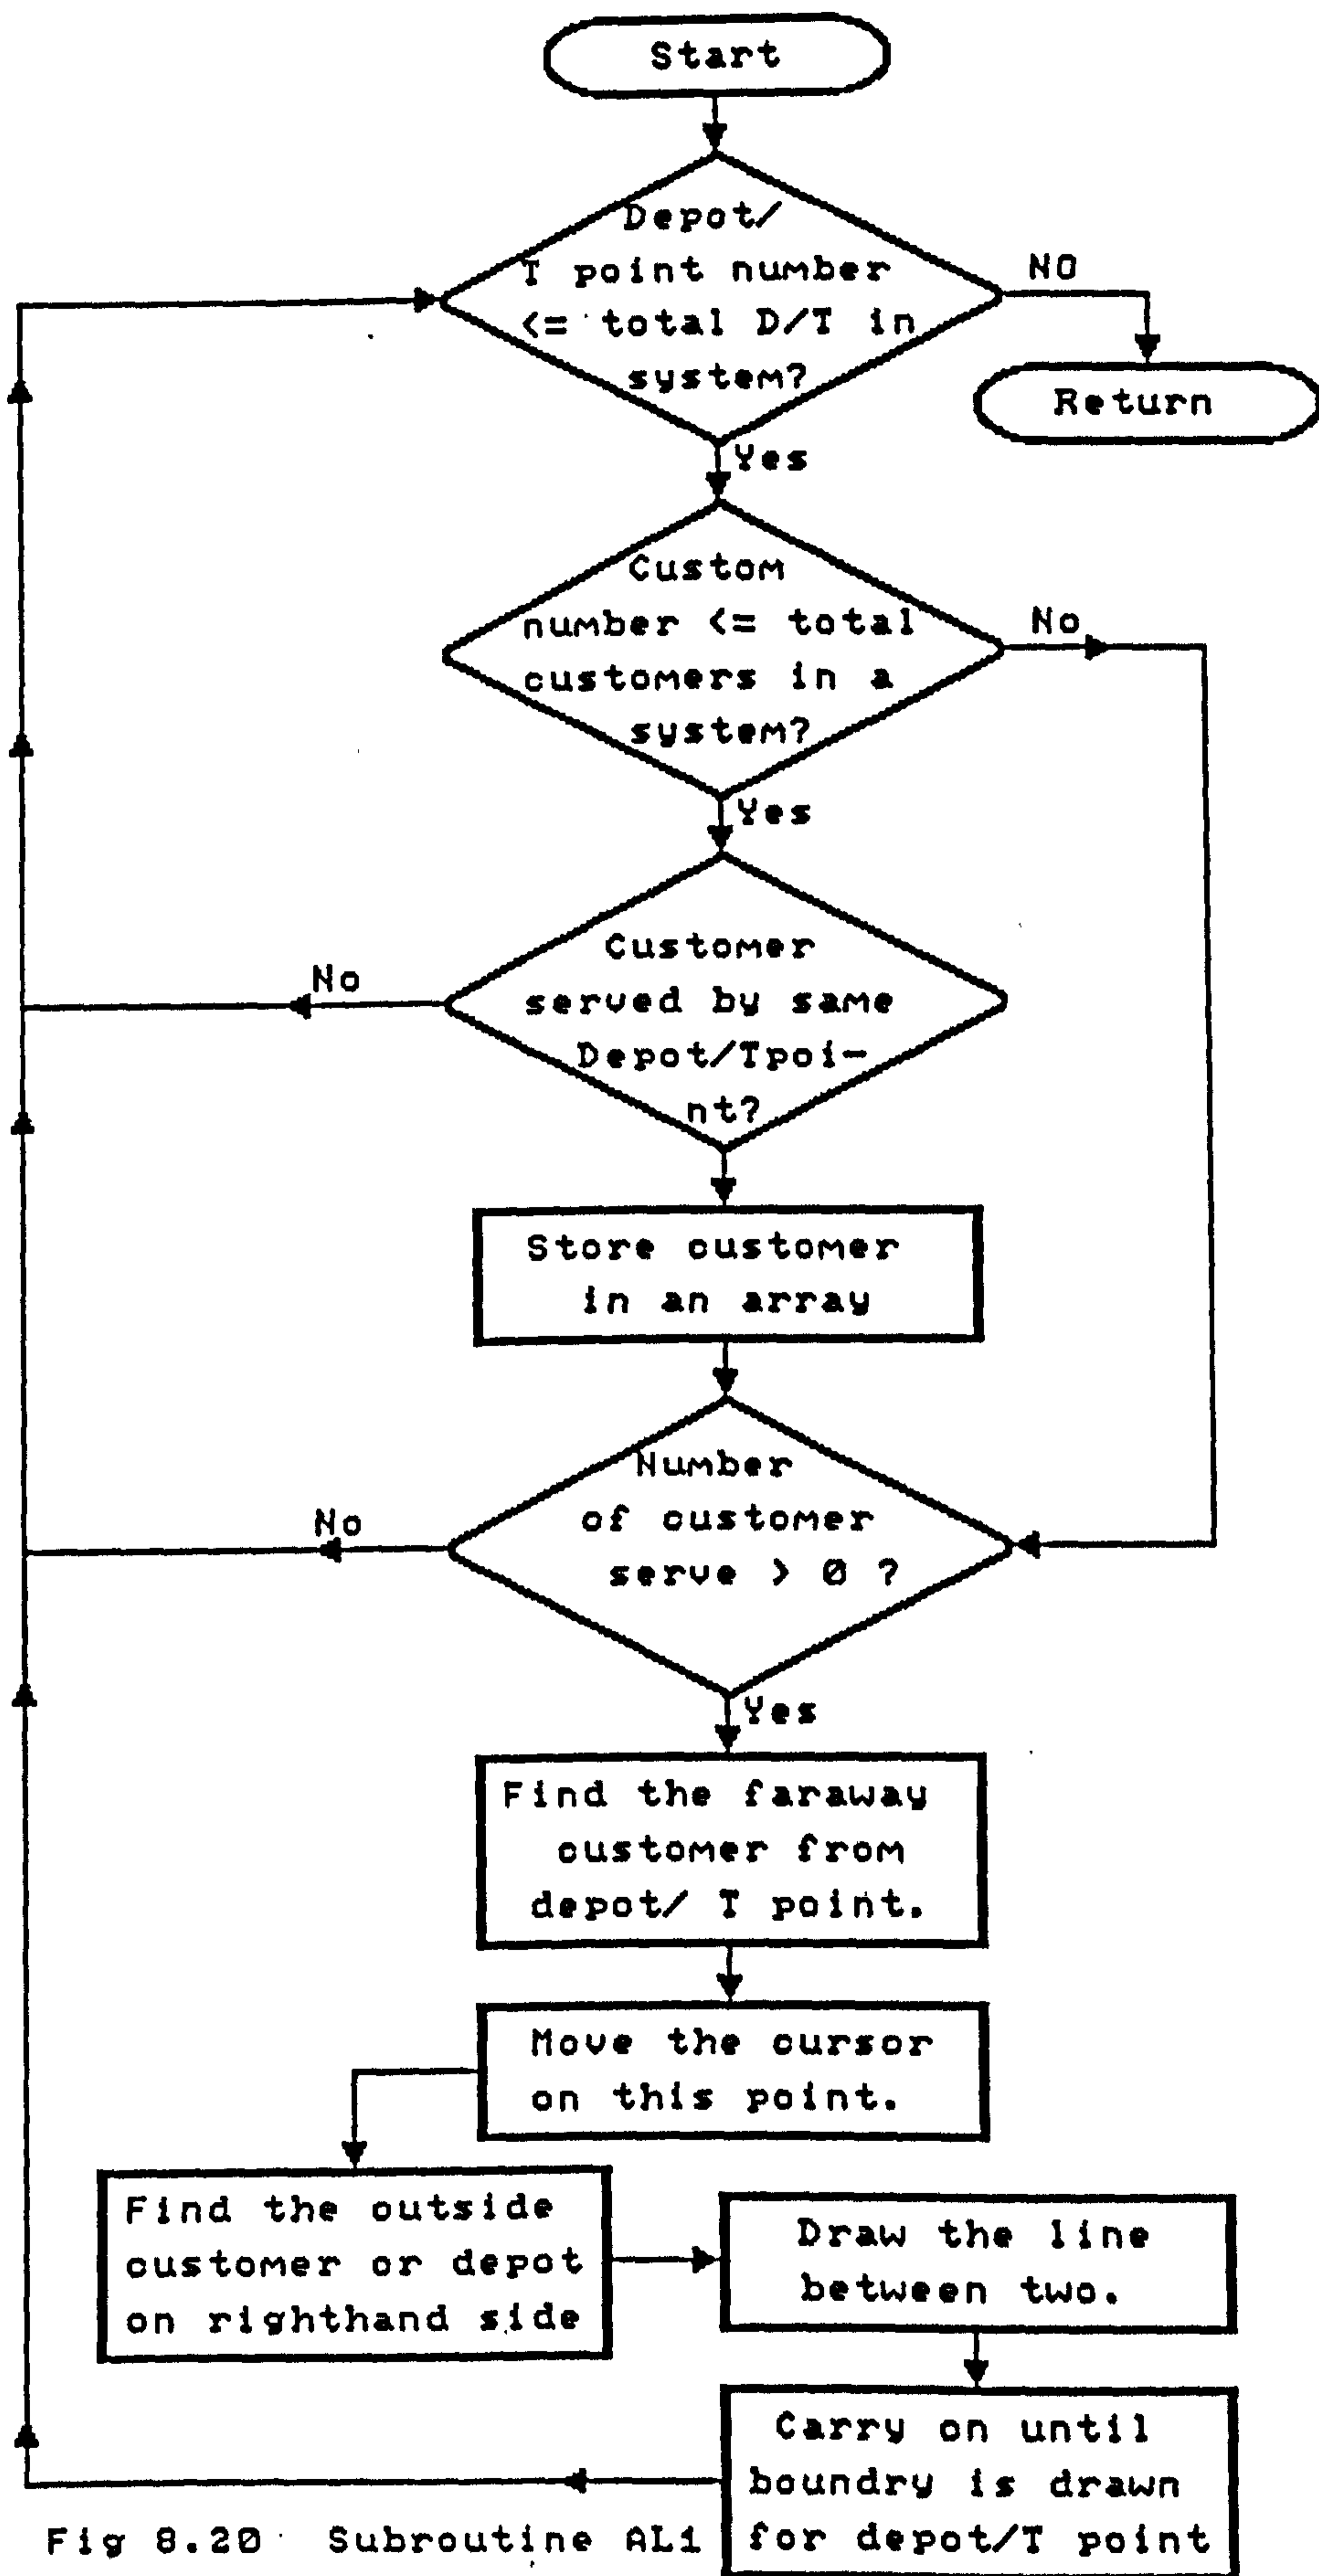 Start
Depot/
T point number
<= total D/T in
system?
NO
Return
Yes
Custom
number <= total
customers in a
system?
No
Yes
Customer
served by same
Depot/Tpoi-
nt?
No
Store customer
in an array
Number
of customer
serve > 0 ?
No
Yes
Find the faraway
customer from
depot/ T point.
Move the cursor
on this point.
Find the outside
customer or depot
on righthand side
Draw the line
between two.
Carry on until
boundry is drawn
for depot/T point
Fig 8.20 Subroutine AL1